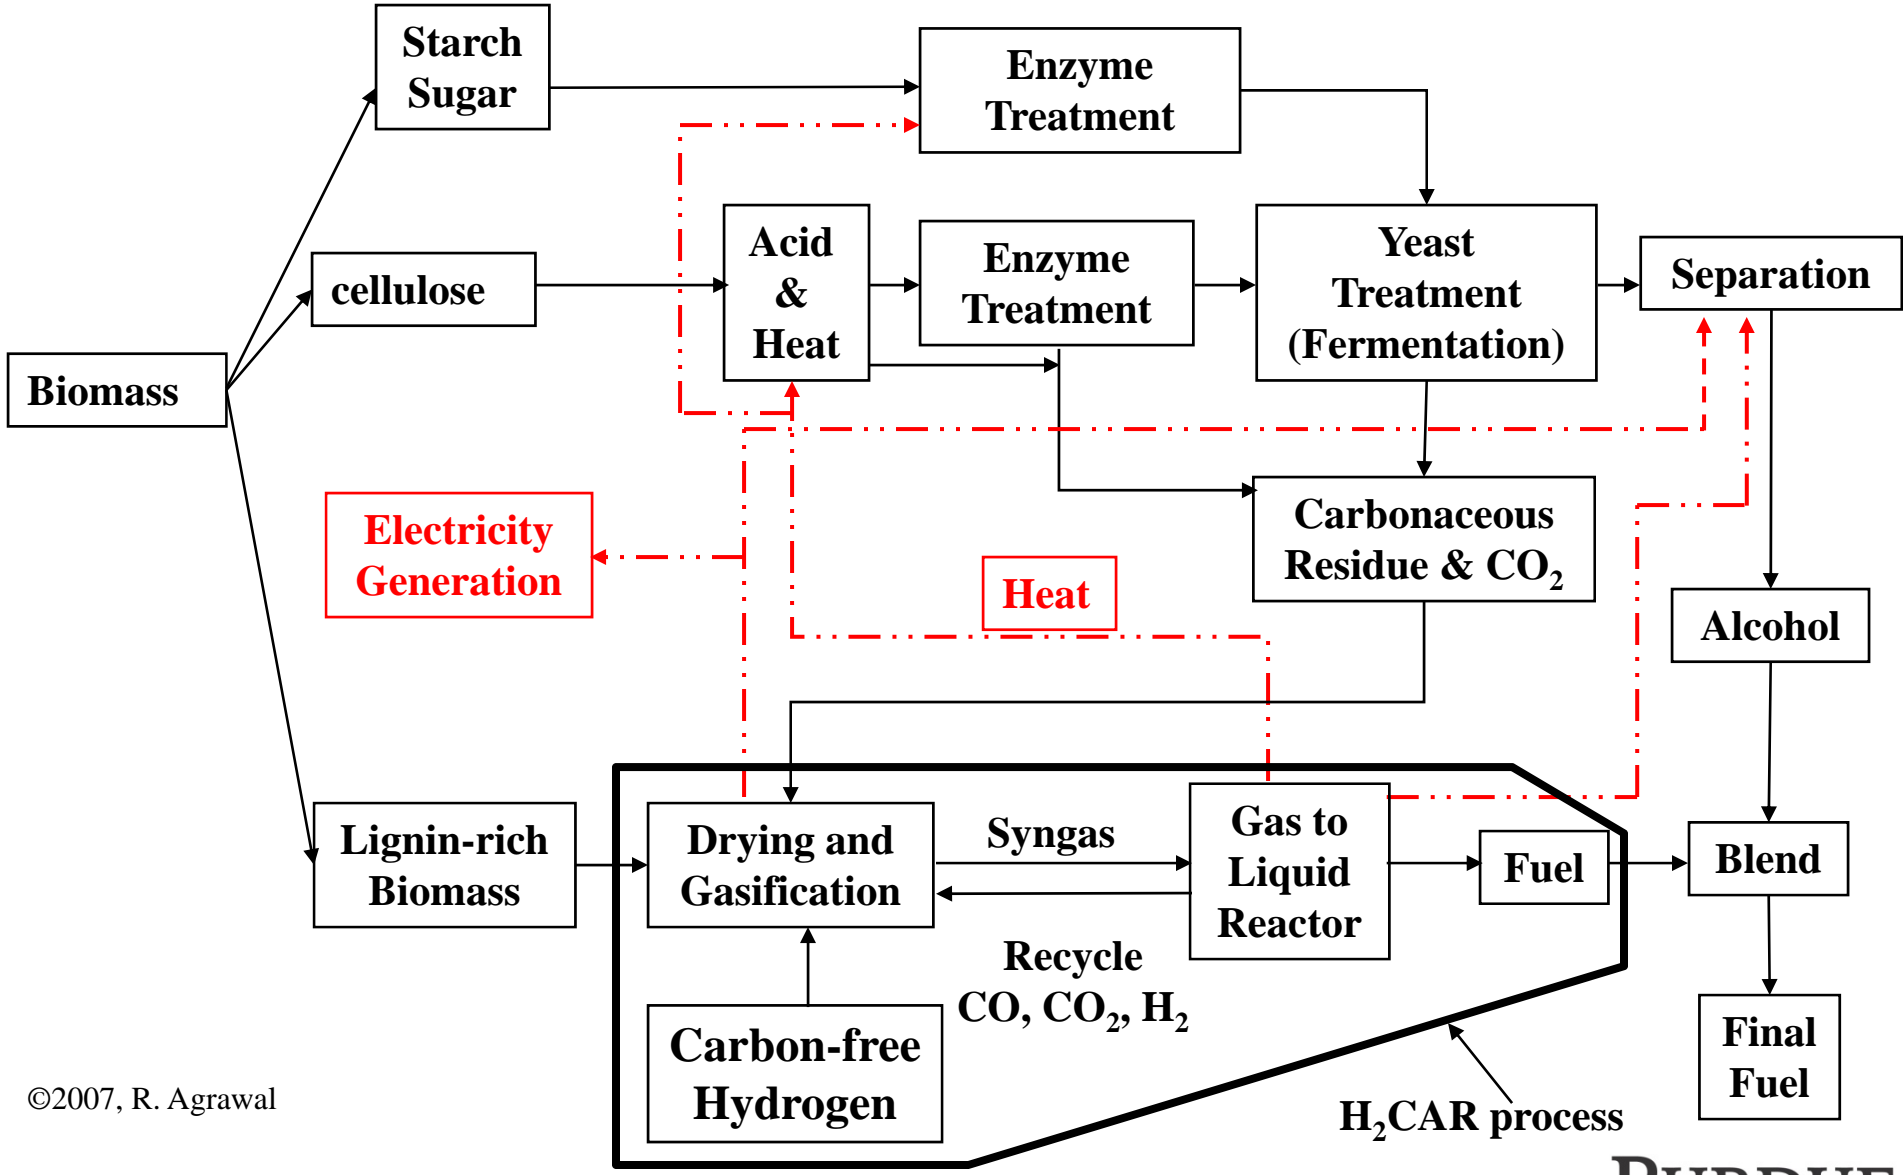 Starch
Sugar
Enzyme
Treatment
Acid
&
Heat
Enzyme
Treatment
Yeast
Treatment
(Fermentation)
Separation
cellulose
Biomass
Electricity
Generation
Heat
Carbonaceous
Residue & CO₂
Alcohol
Lignin-rich
Biomass
Drying and
Gasification
Syngas
Gas to
Liquid
Reactor
Fuel
Blend
Recycle
CO, CO₂, H₂
Carbon-free
Hydrogen
Final
Fuel
H₂CAR process
©2007, R. Agrawal
PURDUE